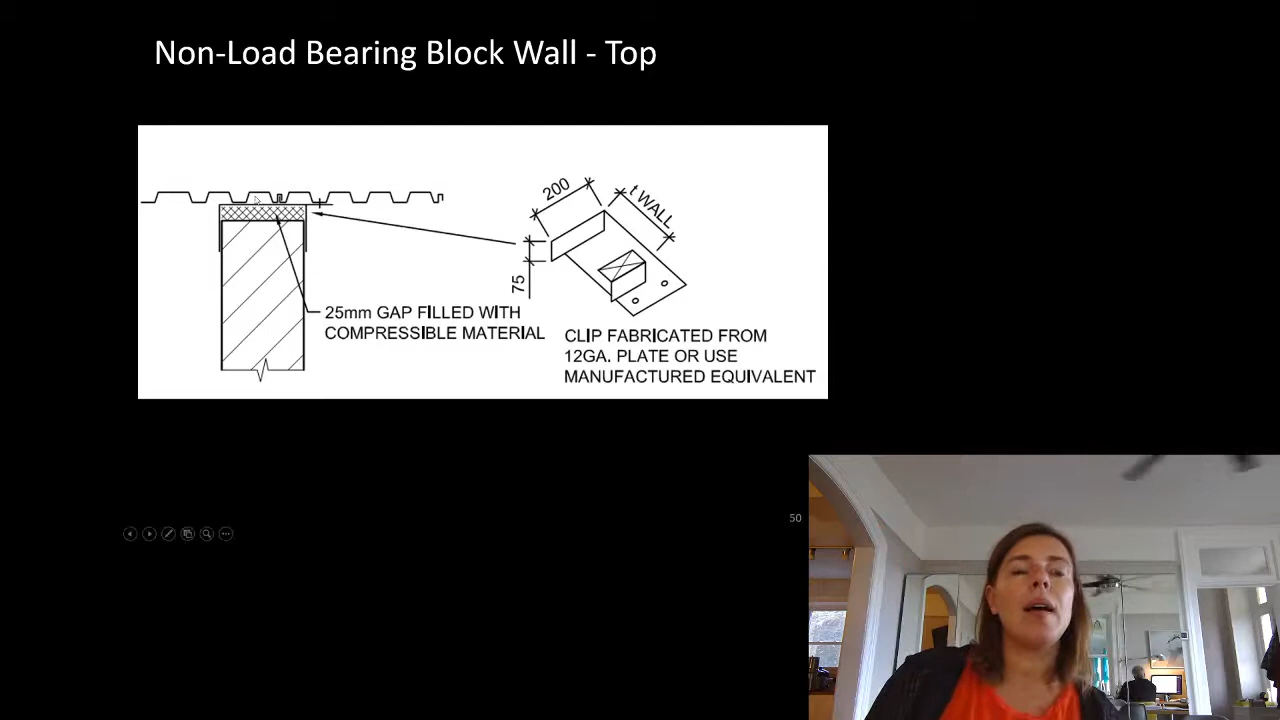 Non-Load Bearing Block Wall - Top
200
t WALL
75
25mm GAP FILLED WITH
COMPRESSIBLE MATERIAL
CLIP FABRICATED FROM
12GA. PLATE OR USE
MANUFACTURED EQUIVALENT
50